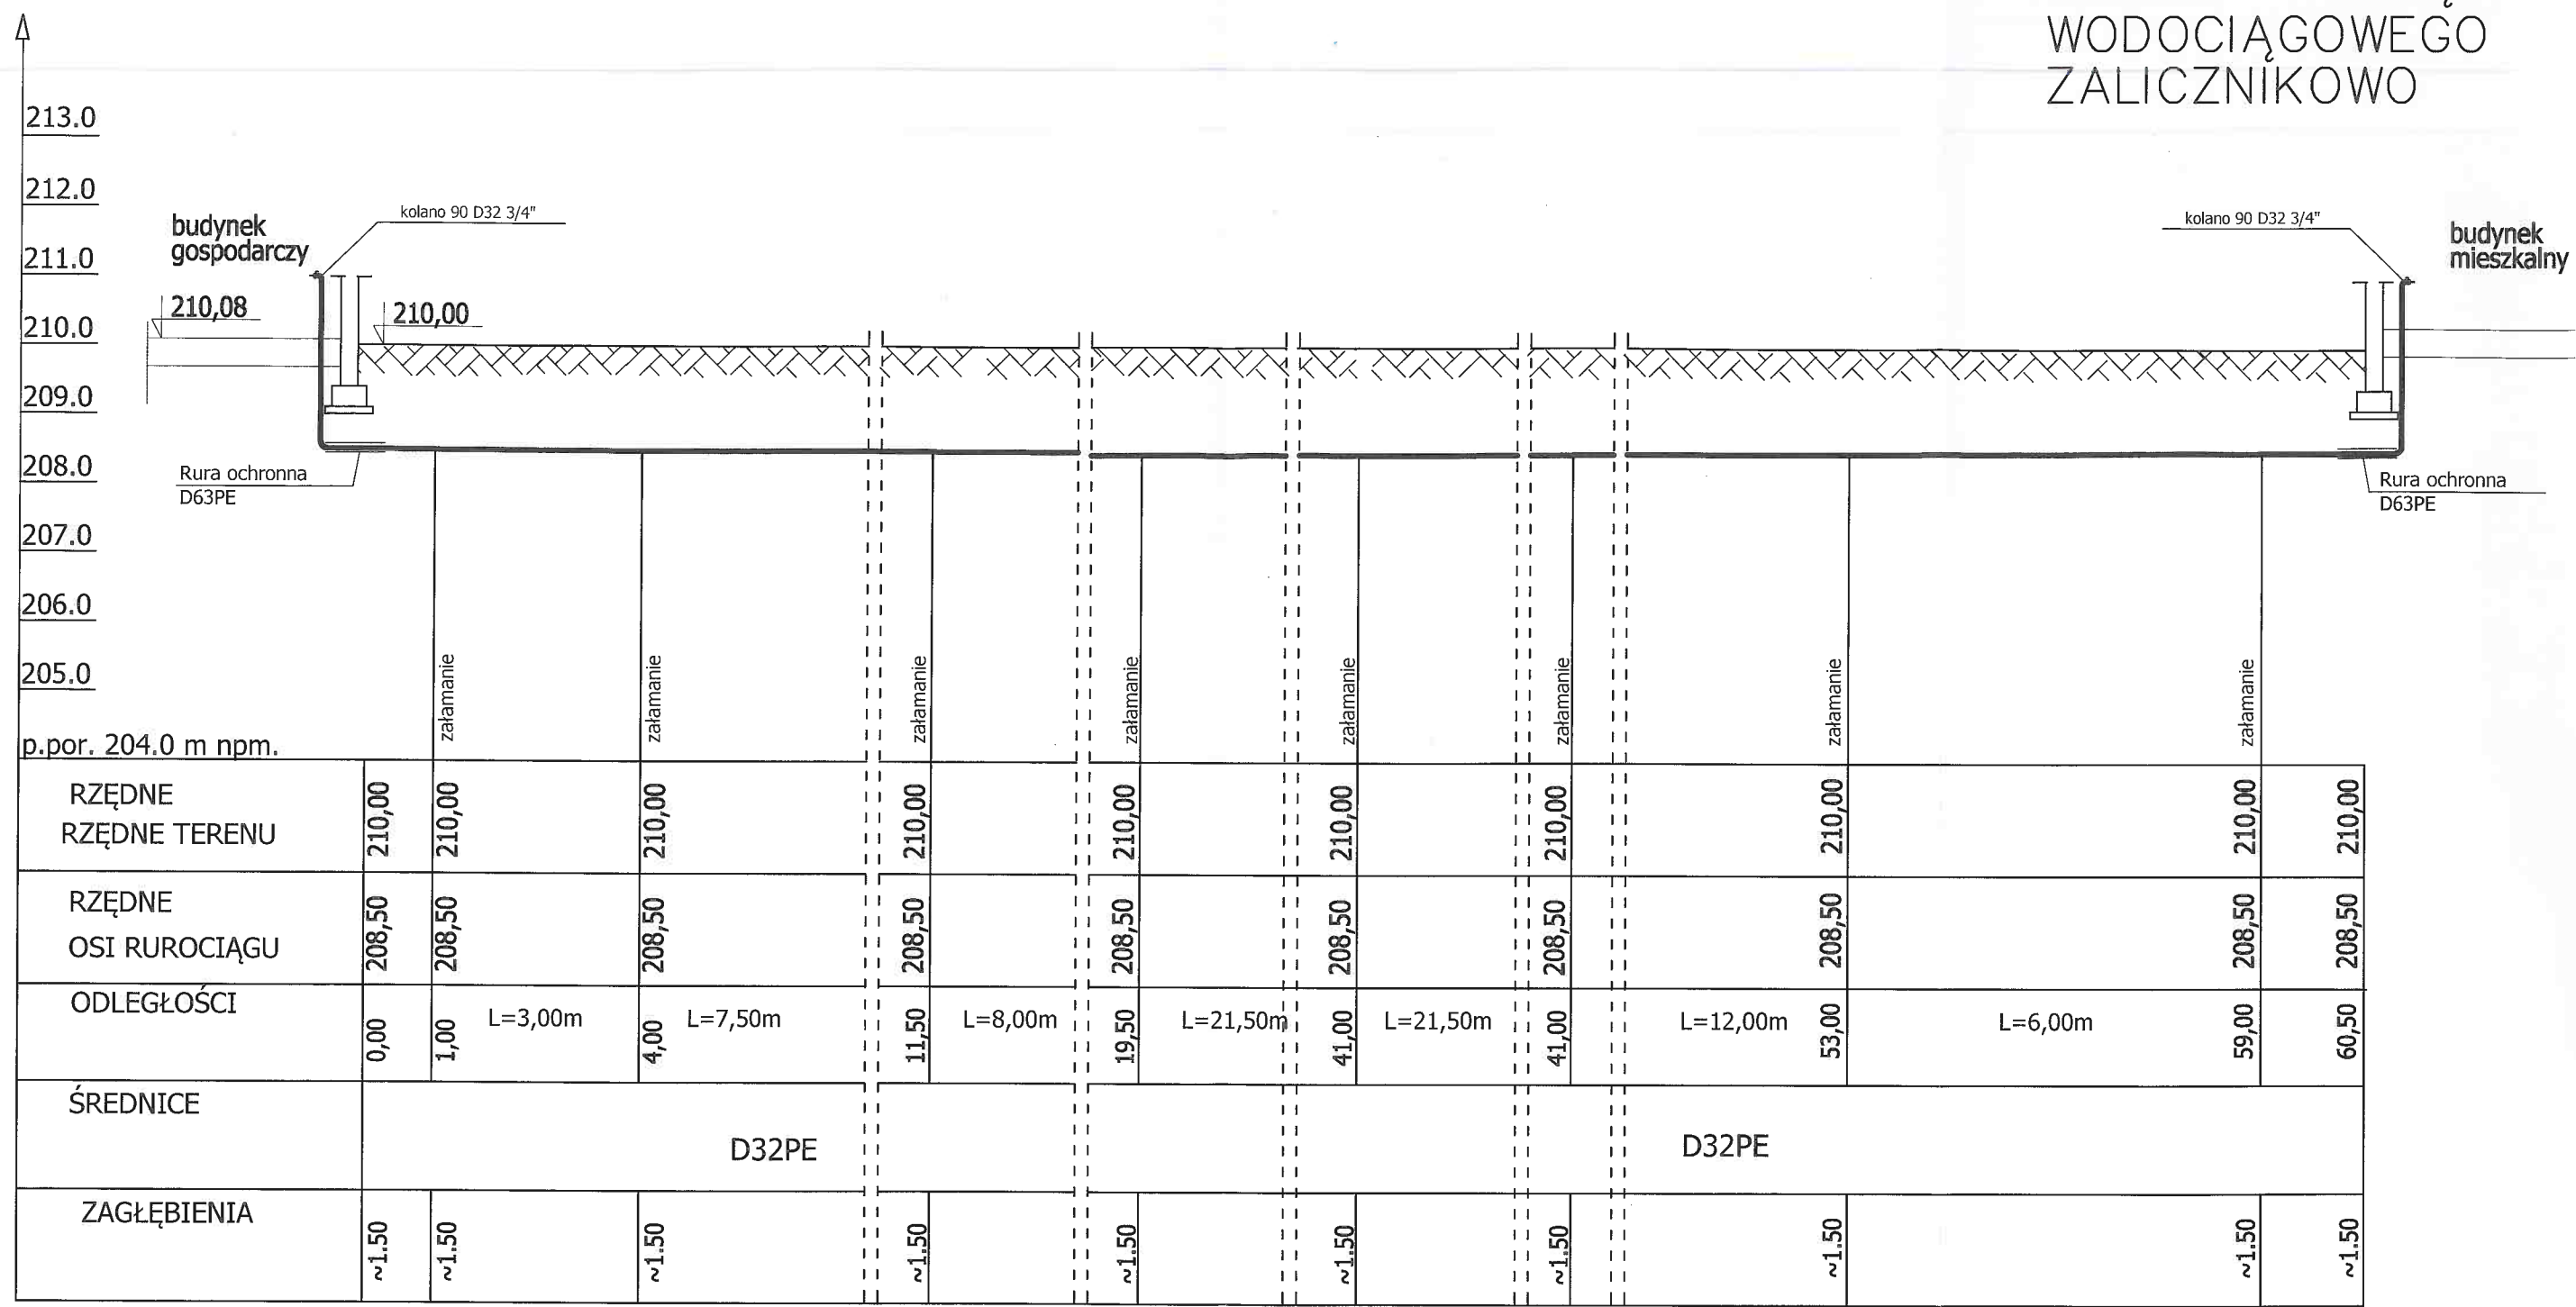 WODOCIĄGOWEGO
ZALICZNIKOWO
213.0
212.0
211.0
210.0
209.0
208.0
207.0
206.0
205.0
p.por. 204.0 m npm.
budynek
gospodarczy
kolano 90 D32 3/4"
210,08
210,00
Rura ochronna
D63PE
kolano 90 D32 3/4"
budynek
mieszkalny
Rura ochronna
D63PE
załamanie
załamanie
załamanie
załamanie
załamanie
załamanie
załamanie
załamanie
RZĘDNE
RZĘDNE TERENU
210,00
210,00
210,00
210,00
210,00
210,00
210,00
210,00
210,00
210,00
RZĘDNE
OSI RUROCIĄGU
208,50
208,50
208,50
208,50
208,50
208,50
208,50
208,50
208,50
208,50
ODLEGŁOŚCI
0,00
1,00
L=3,00m
4,00
L=7,50m
11,50
L=8,00m
19,50
L=21,50m
41,00
L=21,50m
41,00
L=12,00m
53,00
L=6,00m
59,00
60,50
ŚREDNICE
D32PE
D32PE
ZAGŁĘBIENIA
~1.50
~1.50
~1.50
~1.50
~1.50
~1.50
~1.50
~1.50
~1.50
~1.50